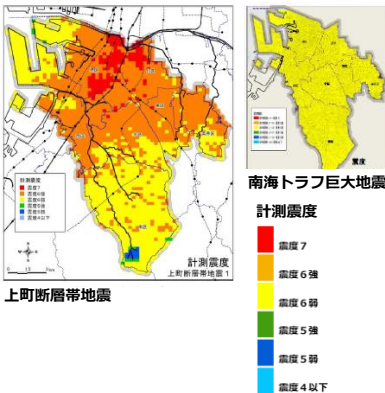 計測震度
震度7
震度6強
震度6弱
震度5強
震度5弱
震度4以下
計測震度
上町断層帯地震1
上町断層帯地震
震度
南海トラフ巨大地震
計測震度
震度7
震度6強
震度6弱
震度5強
震度5弱
震度4以下